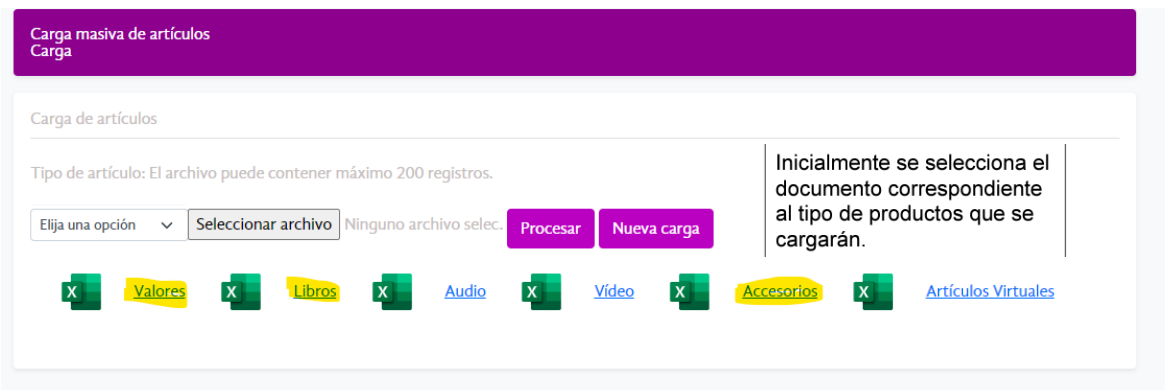 Carga masiva de artículos
Carga
Carga de artículos
Tipo de artículo: El archivo puede contener máximo 200 registros.
Inicialmente se selecciona el
documento correspondiente
al tipo de productos que se
cargarán.
Elija una opción Seleccionar archivo Ninguno archivo selec. Procesar Nueva carga
X Valores X Libros X Audio X Vídeo X Accesorios X Artículos Virtuales